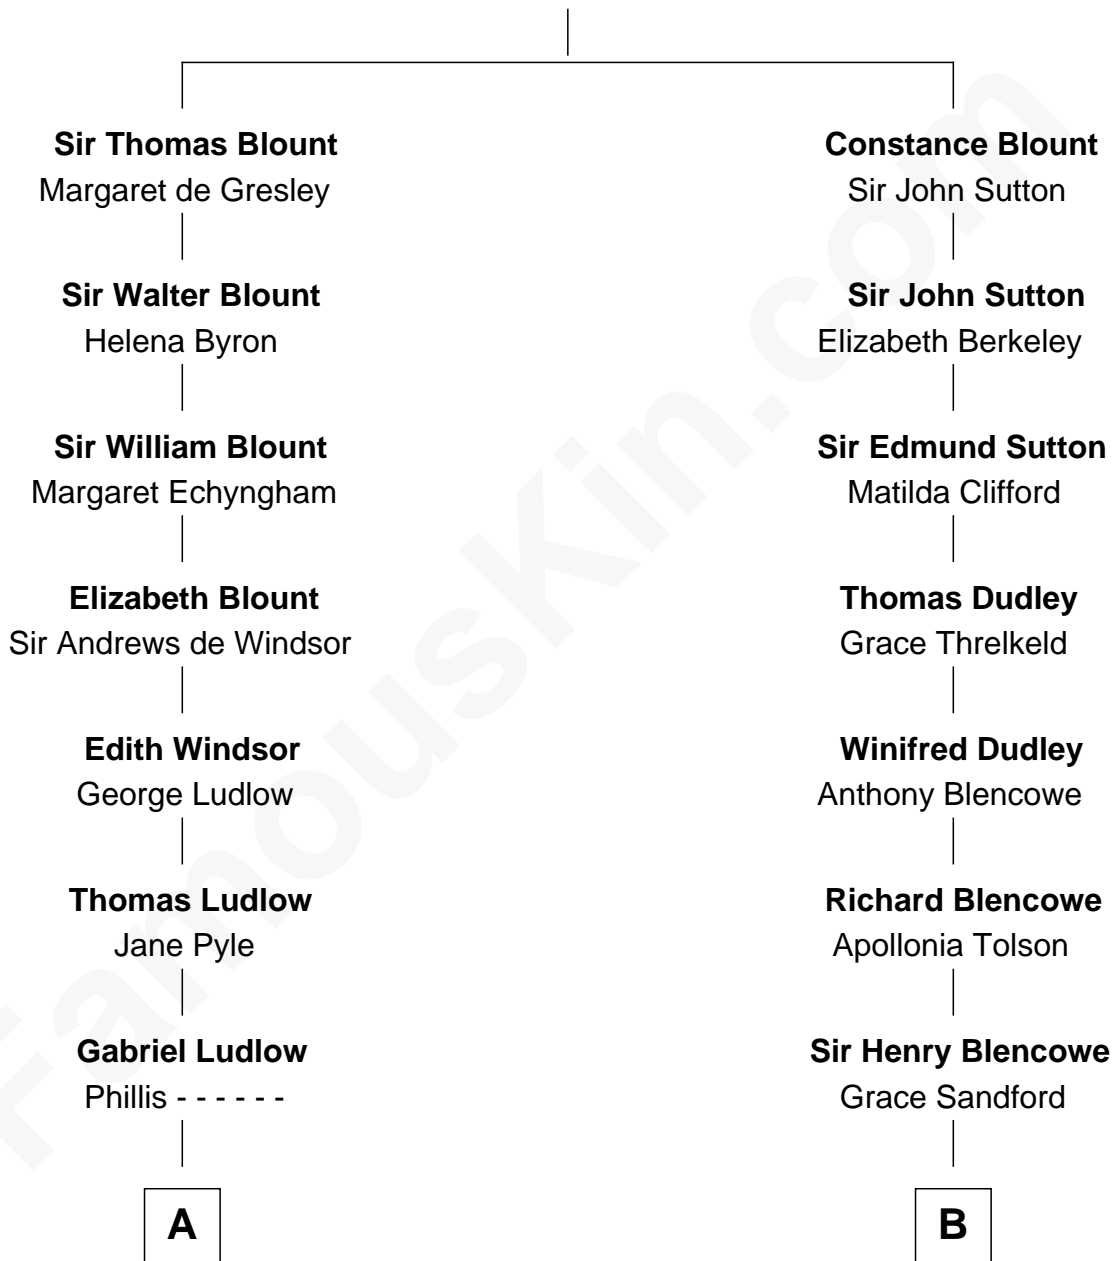 Sir Thomas Blount
Margaret de Gresley
Sir Walter Blount
Helena Byron
Sir William Blount
Margaret Echyngham
Elizabeth Blount
Sir Andrews de Windsor
Edith Windsor
George Ludlow
Thomas Ludlow
Jane Pyle
Gabriel Ludlow
Phillis - - - - - -
A
Constance Blount
Sir John Sutton
Sir John Sutton
Elizabeth Berkeley
Sir Edmund Sutton
Matilda Clifford
Thomas Dudley
Grace Threlkeld
Winifred Dudley
Anthony Blencowe
Richard Blencowe
Apollonia Tolson
Sir Henry Blencowe
Grace Sandford
B
FamousKin.com